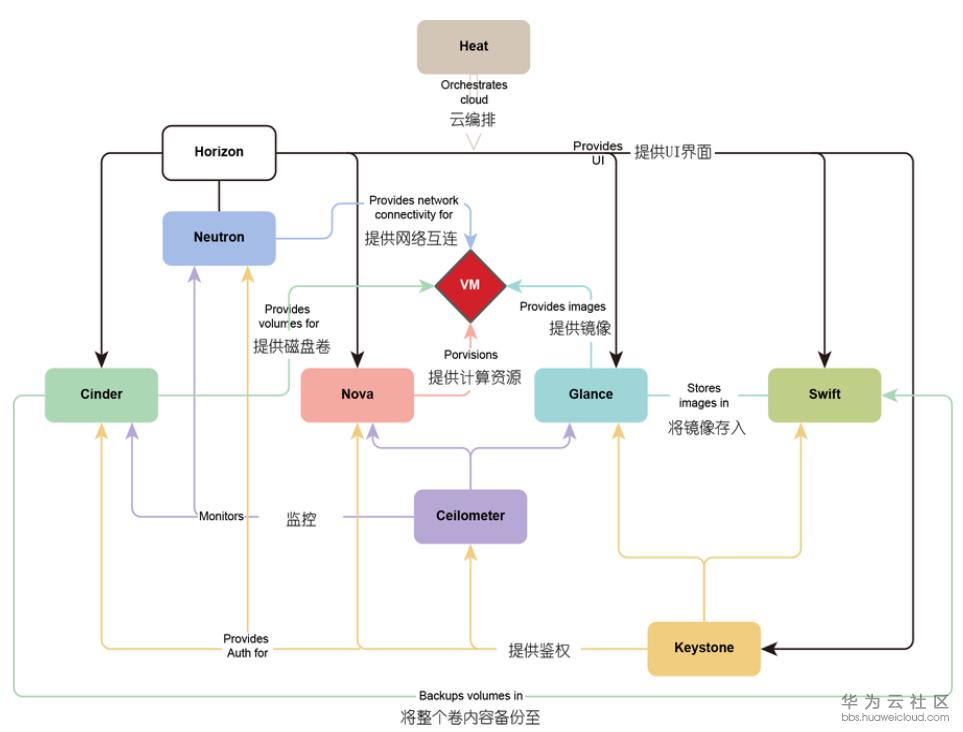 Heat
Orchestrates
cloud
云编排
Horizon
Provides
UI
提供UI界面
Neutron
Provides network
connectivity for
提供网络互连
VM
Provides
volumes for
提供磁盘卷
Provides images
提供镜像
Porvisions
提供计算资源
Cinder
Nova
Glance
Stores
images in
将镜像存入
Swift
Monitors
监控
Ceilometer
Provides
Auth for
提供鉴权
Keystone
Backups volumes in
将整个卷内容备份至
华为云社区
bbs.huaweicloud.com